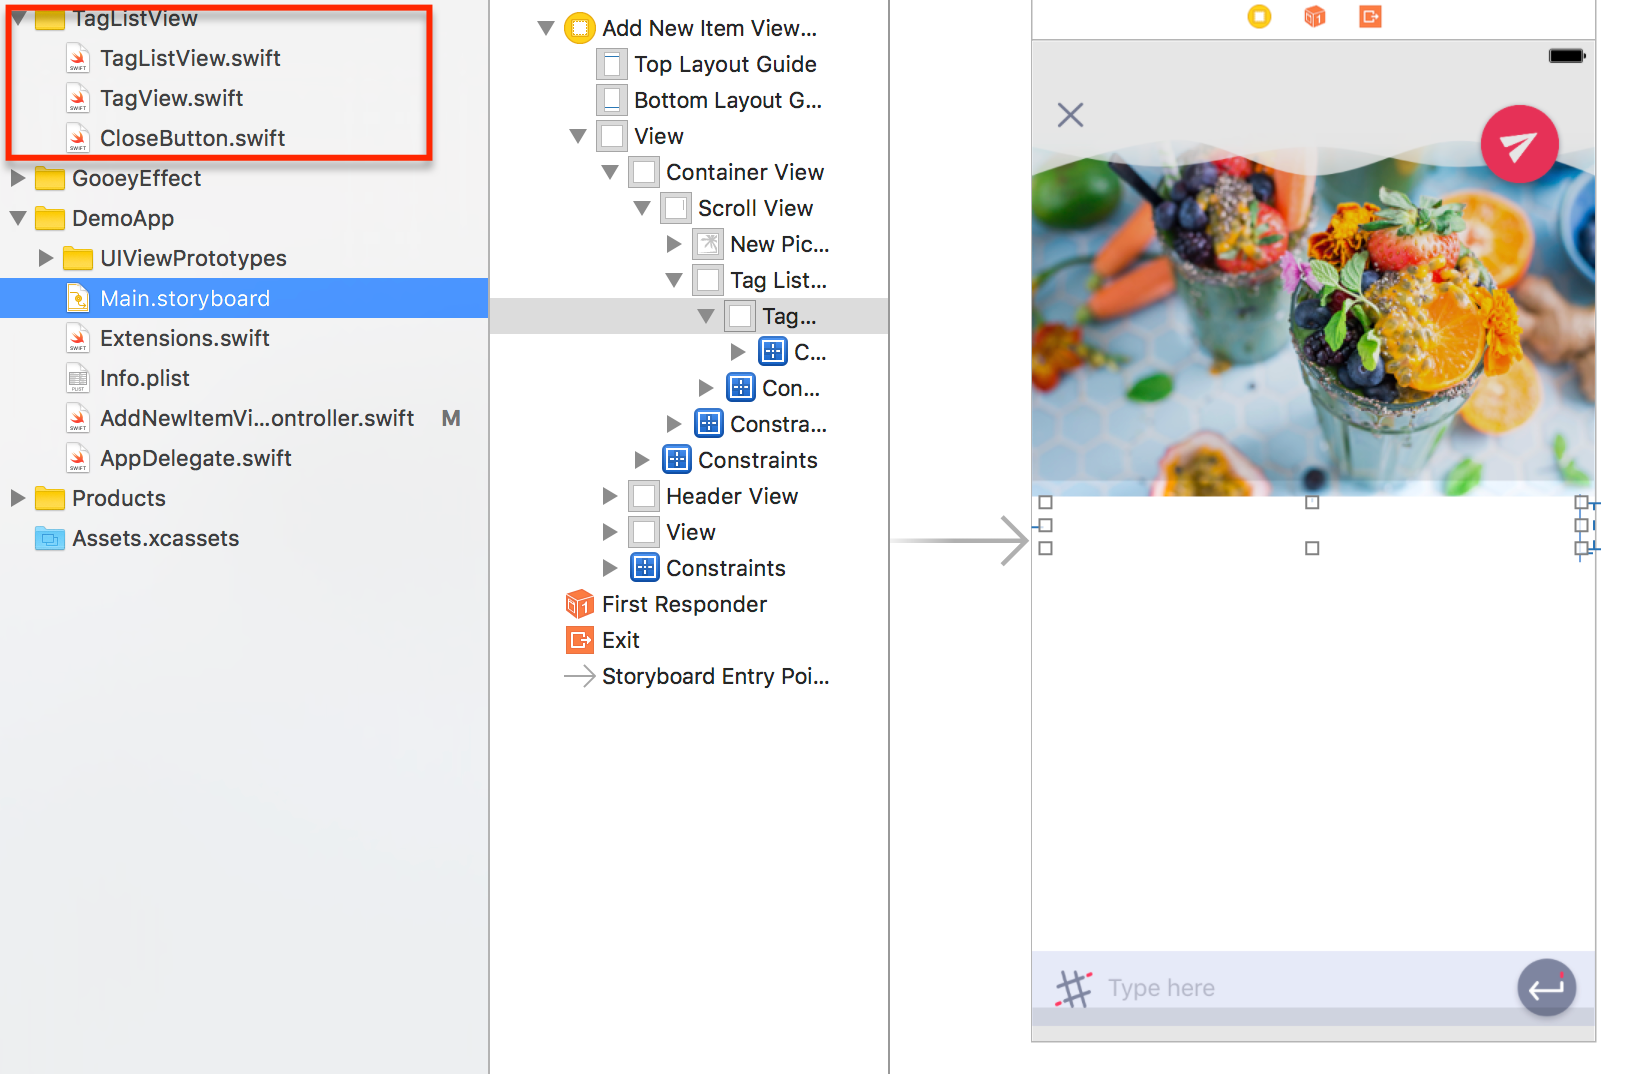 TagListView
TagListView.swift
TagView.swift
CloseButton.swift
GooeyEffect
DemoApp
UIViewPrototypes
Main.storyboard
Extensions.swift
Info.plist
AddNewItemVi...ontroller.swift M
AppDelegate.swift
Products
Assets.xcassets
Add New Item View...
Top Layout Guide
Bottom Layout G...
View
Container View
Scroll View
New Pic...
Tag List...
Tag...
C...
Con...
Constra...
Constraints
Header View
View
Constraints
First Responder
Exit
Storyboard Entry Poi...
Type here